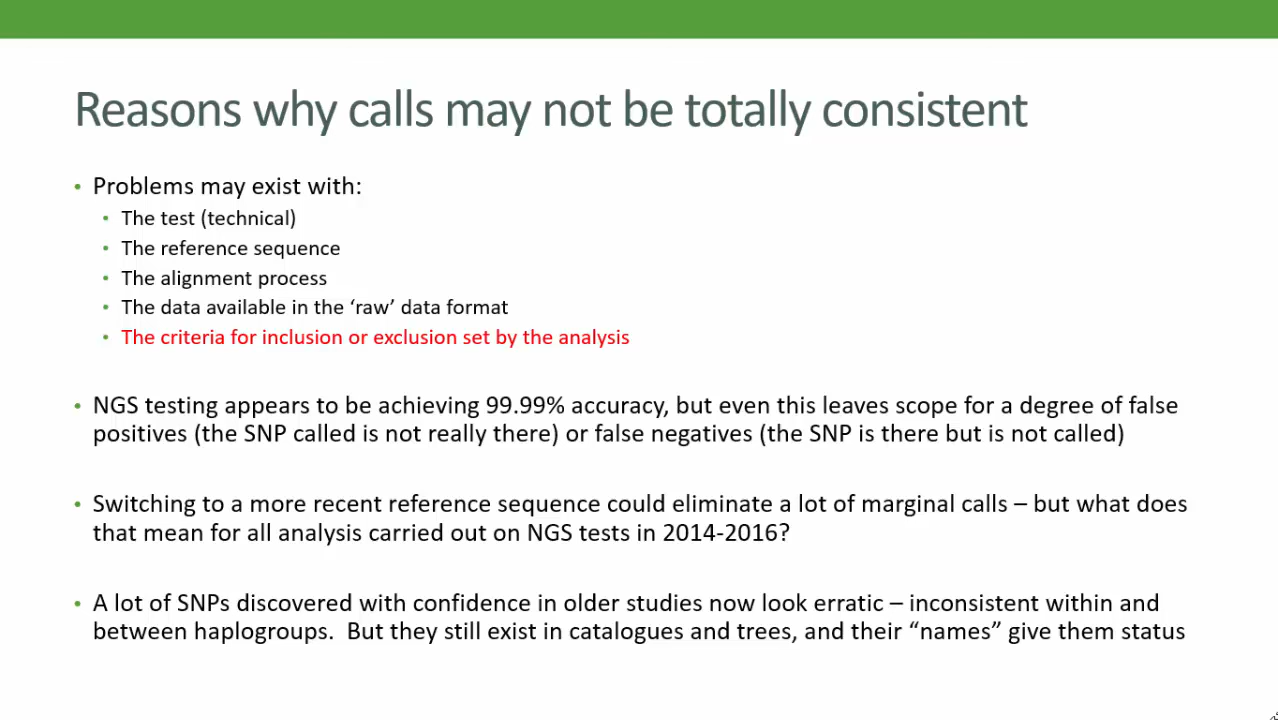 Reasons why calls may not be totally consistent
• Problems may exist with:
• The test (technical)
• The reference sequence
• The alignment process
• The data available in the ‘raw’ data format
• The criteria for inclusion or exclusion set by the analysis
• NGS testing appears to be achieving 99.99% accuracy, but even this leaves scope for a degree of false
positives (the SNP called is not really there) or false negatives (the SNP is there but is not called)
• Switching to a more recent reference sequence could eliminate a lot of marginal calls – but what does
that mean for all analysis carried out on NGS tests in 2014-2016?
• A lot of SNPs discovered with confidence in older studies now look erratic – inconsistent within and
between haplogroups.  But they still exist in catalogues and trees, and their “names” give them status